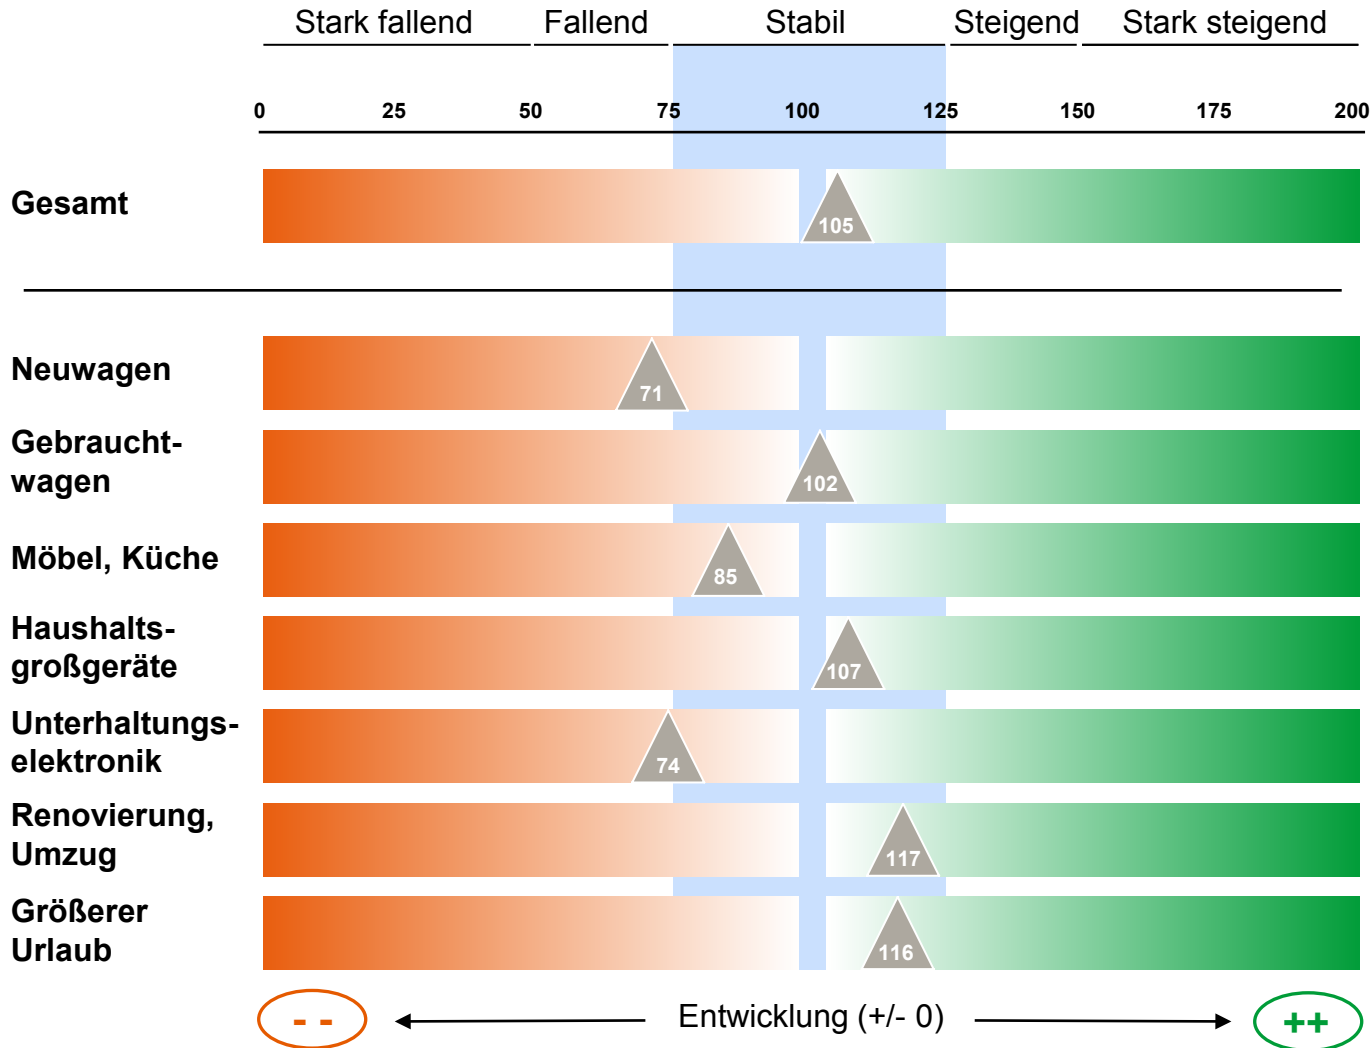 Stark fallend Fallend Stabil Steigend Stark steigend
0 25 50 75 100 125 150 175 200
Gesamt
105
Neuwagen
71
Gebraucht-
wagen
102
Möbel, Küche
85
Haushalts-
großgeräte
107
Unterhaltungs-
elektronik
74
Renovierung,
Umzug
117
Größerer
Urlaub
116
- - Entwicklung (+/- 0) ++